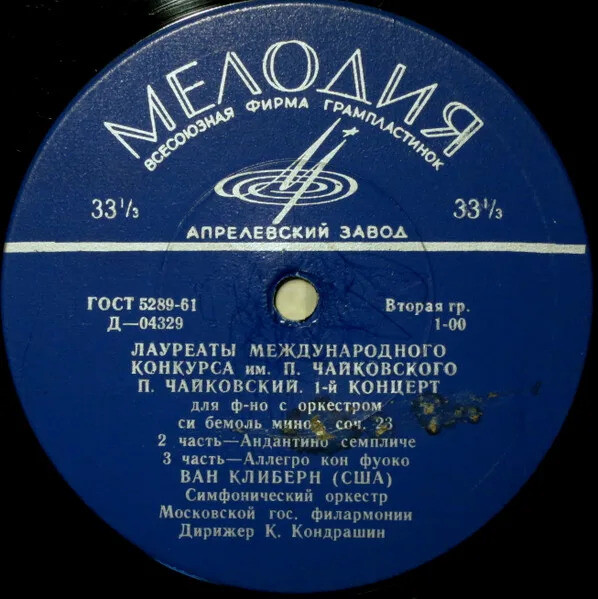 МЕЛОДИЯ
ВСЕСОЮЗНАЯ ФИРМА ГРАМПЛАСТИНОК
33⅓ 33⅓
АПРЕЛЕВСКИЙ ЗАВОД
ГОСТ 5289-61 Вторая гр.
Д—04329 1-00
ЛАУРЕАТЫ МЕЖДУНАРОДНОГО
КОНКУРСА им. П. ЧАЙКОВСКОГО
П. ЧАЙКОВСКИЙ. 1-й КОНЦЕРТ
для ф-но с оркестром
си бемоль минор, соч. 23
2 часть—Андантино семпличе
3 часть—Аллегро кон фуоко
ВАН КЛИБЕРН (США)
Симфонический оркестр
Московской гос. филармонии
Дирижер К. Кондрашин